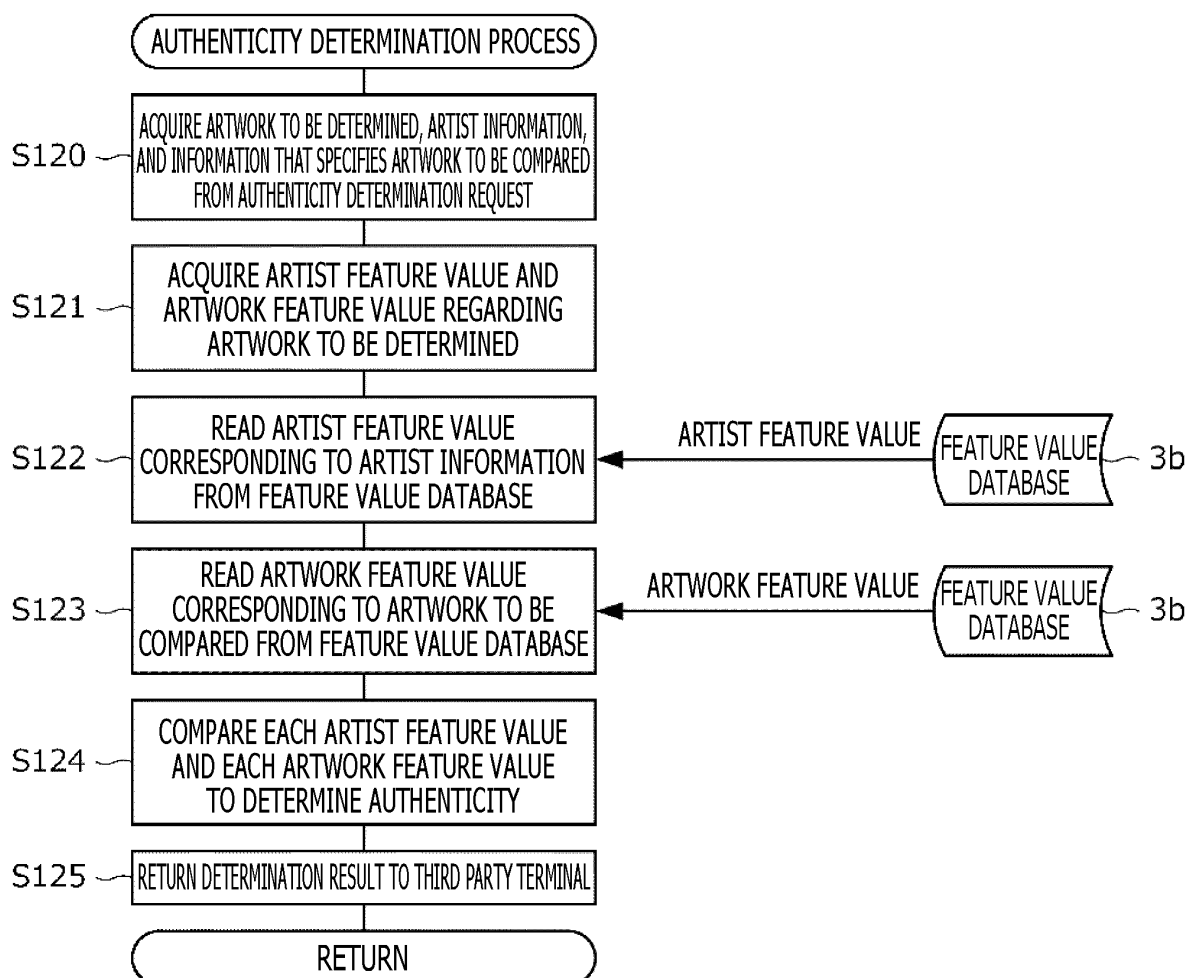 AUTHENTICITY DETERMINATION PROCESS
S120
ACQUIRE ARTWORK TO BE DETERMINED, ARTIST INFORMATION,
AND INFORMATION THAT SPECIFIES ARTWORK TO BE COMPARED
FROM AUTHENTICITY DETERMINATION REQUEST
S121
ACQUIRE ARTIST FEATURE VALUE AND
ARTWORK FEATURE VALUE REGARDING
ARTWORK TO BE DETERMINED
S122
READ ARTIST FEATURE VALUE
CORRESPONDING TO ARTIST INFORMATION
FROM FEATURE VALUE DATABASE
ARTIST FEATURE VALUE
FEATURE VALUE
DATABASE
3b
S123
READ ARTWORK FEATURE VALUE
CORRESPONDING TO ARTWORK TO BE
COMPARED FROM FEATURE VALUE DATABASE
ARTWORK FEATURE VALUE
FEATURE VALUE
DATABASE
3b
S124
COMPARE EACH ARTIST FEATURE VALUE
AND EACH ARTWORK FEATURE VALUE
TO DETERMINE AUTHENTICITY
S125
RETURN DETERMINATION RESULT TO THIRD PARTY TERMINAL
RETURN